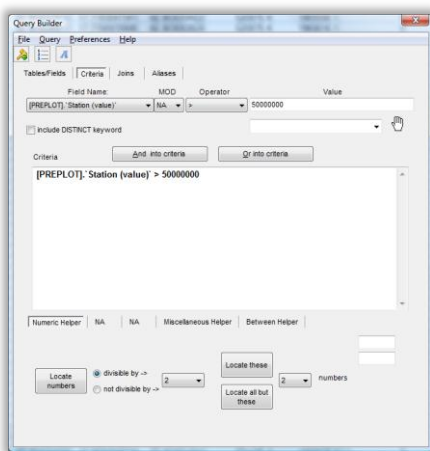 Query Builder
File Query Preferences Help
A
Tables/Fields Criteria Joins Aliases
Field Name: MOD Operator Value
[PREPLOT].`Station (value)` NA > 50000000
include DISTINCT keyword
Criteria And into criteria Or into criteria
[PREPLOT].`Station (value)` > 50000000
Numeric Helper NA NA Miscellaneous Helper Between Helper
Locate numbers
divisible by ->
not divisible by ->
2
Locate these
Locate all but these
2 numbers